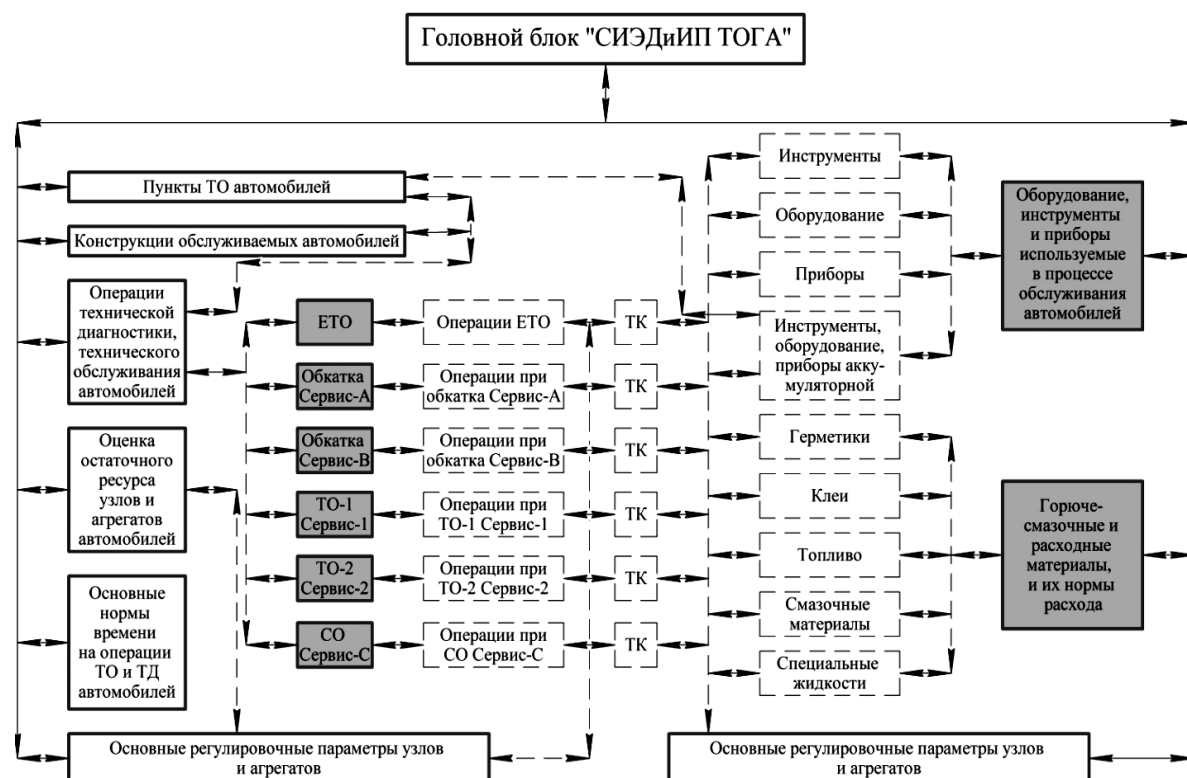 Головной блок "СИЭДиИП ТОГА"
Пункты ТО автомобилей
Конструкции обслуживаемых автомобилей
Операции
технической
диагностики,
технического
обслуживания
автомобилей
Оценка
остаточного
ресурса
узлов и
агрегатов
автомобилей
Основные
нормы
времени
на операции
ТО и ТД
автомобилей
ЕТО
Операции ЕТО
ТК
Обкатка
Сервис-А
Операции при
обкатка Сервис-А
ТК
Обкатка
Сервис-В
Операции при
обкатка Сервис-В
ТК
ТО-1
Сервис-1
Операции при
ТО-1 Сервис-1
ТК
ТО-2
Сервис-2
Операции при
ТО-2 Сервис-2
ТК
СО
Сервис-С
Операции при
СО Сервис-С
ТК
Инструменты
Оборудование
Приборы
Инструменты,
оборудование,
приборы акку-
муляторной
Герметики
Клеи
Топливо
Смазочные
материалы
Специальные
жидкости
Оборудование,
инструменты
и приборы
используемые
в процессе
обслуживания
автомобилей
Горюче-
смазочные и
расходные
материалы,
и их нормы
расхода
Основные регулировочные параметры узлов
и агрегатов
Основные регулировочные параметры узлов
и агрегатов